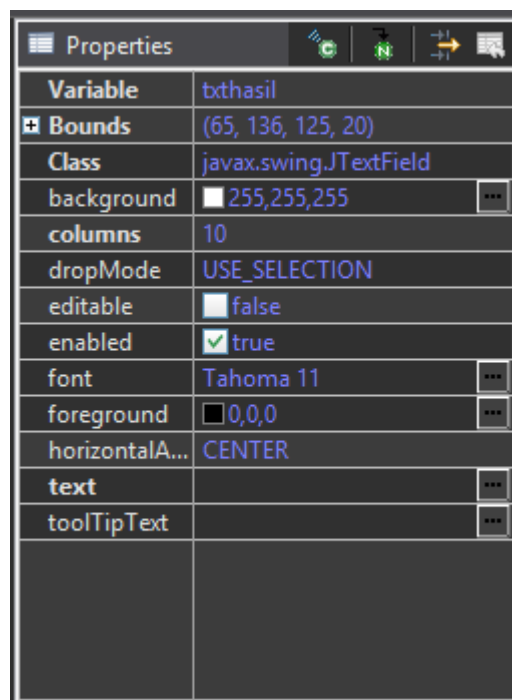 Properties
Variable txthasil
Bounds (65, 136, 125, 20)
Class javax.swing.JTextField
background 255,255,255 ...
columns 10
dropMode USE_SELECTION
editable false
enabled true
font Tahoma 11 ...
foreground 0,0,0 ...
horizontalA... CENTER
text ...
toolTipText ...